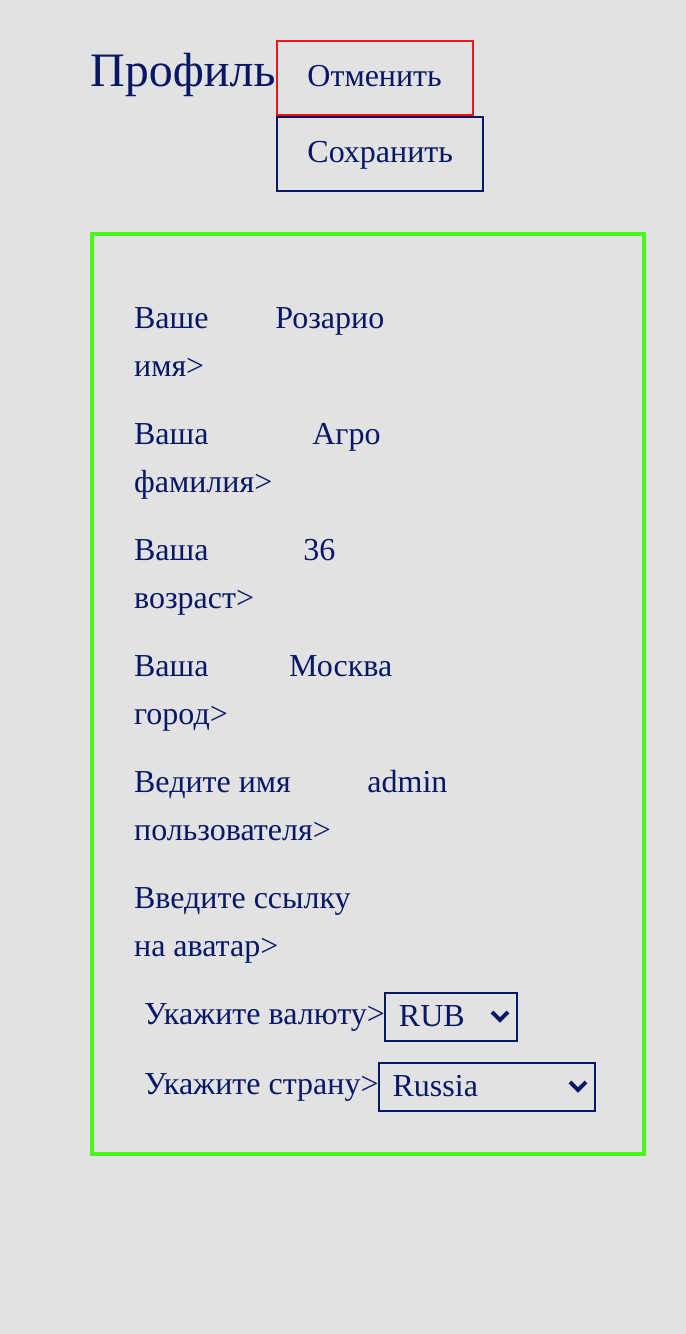 Профиль Отменить
Сохранить
Ваше Розарио
имя>
Ваша Агро
фамилия>
Ваша 36
возраст>
Ваша Москва
город>
Ведите имя admin
пользователя>
Введите ссылку
на аватар>
Укажите валюту> RUB
Укажите страну> Russia